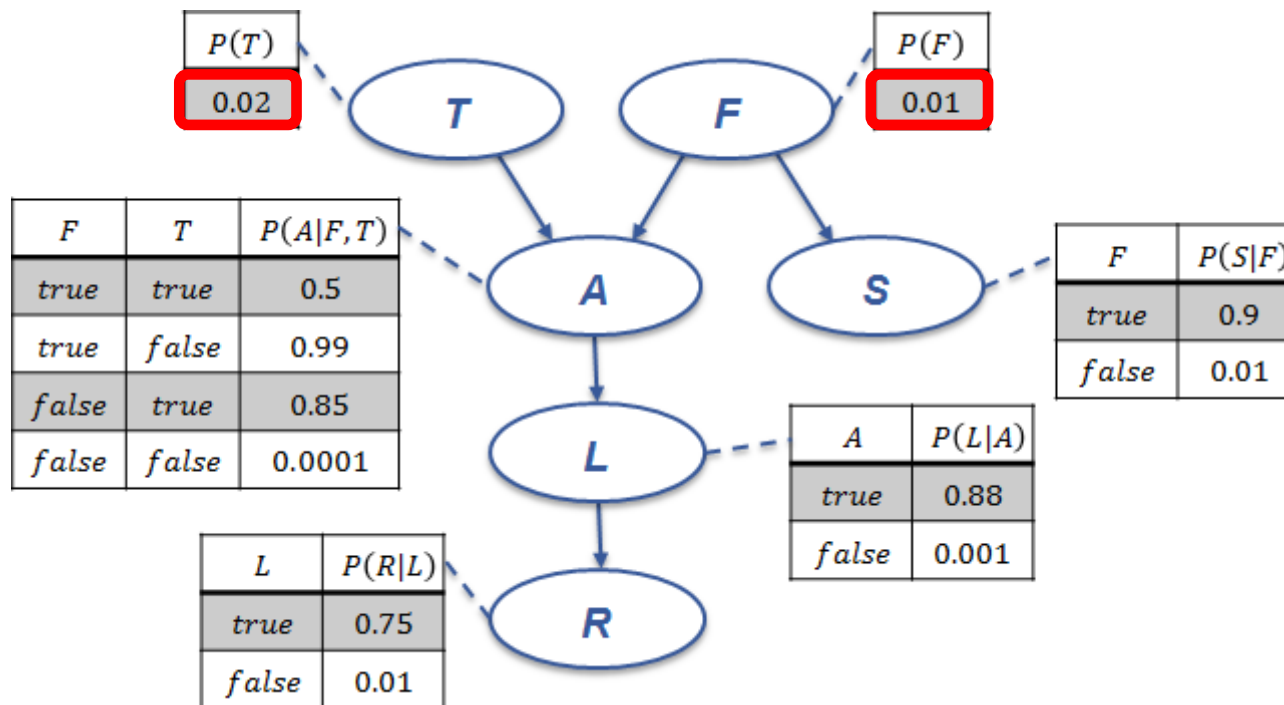 P(T)
0.02
P(F)
0.01
T
F
F T P(A|F,T)
true true 0.5
true false 0.99
false true 0.85
false false 0.0001
A
S
F P(S|F)
true 0.9
false 0.01
L
A P(L|A)
true 0.88
false 0.001
L P(R|L)
true 0.75
false 0.01
R